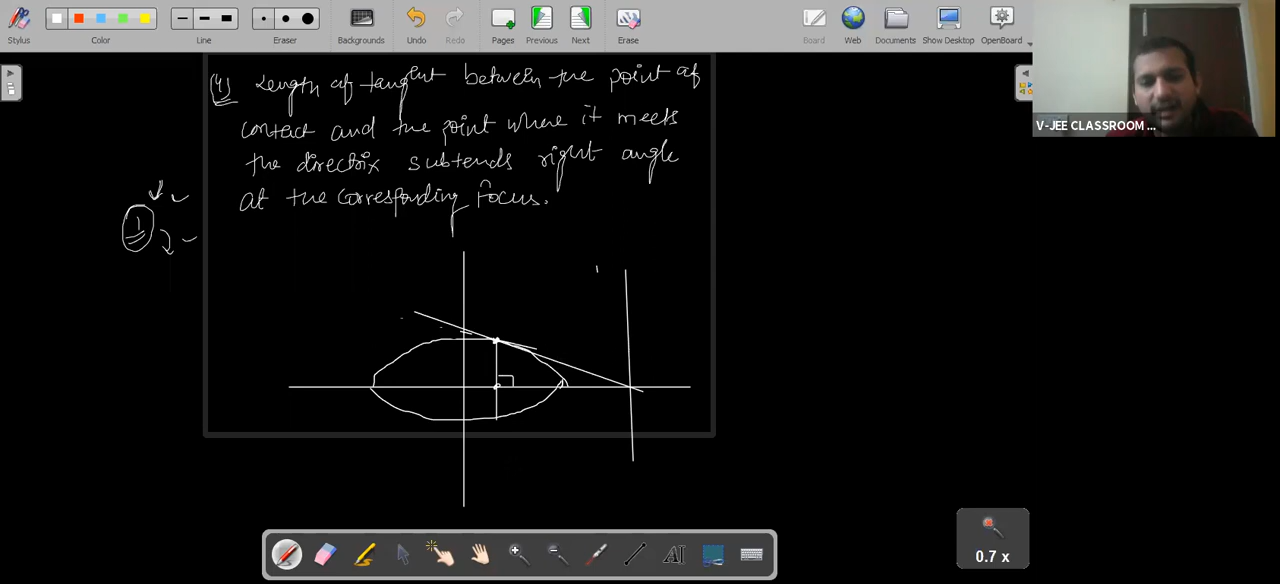 Stylus
Color
Line
Eraser
Backgrounds
Undo
Redo
Pages
Previous
Next
Erase
Board
Web
Documents
Show Desktop
OpenBoard
V-JEE CLASSROOM ...
(4) Length of tangent between the point of
contact and the point where it meets
the directrix subtends right angle
at the corresponding Focus.
1
0.7 x